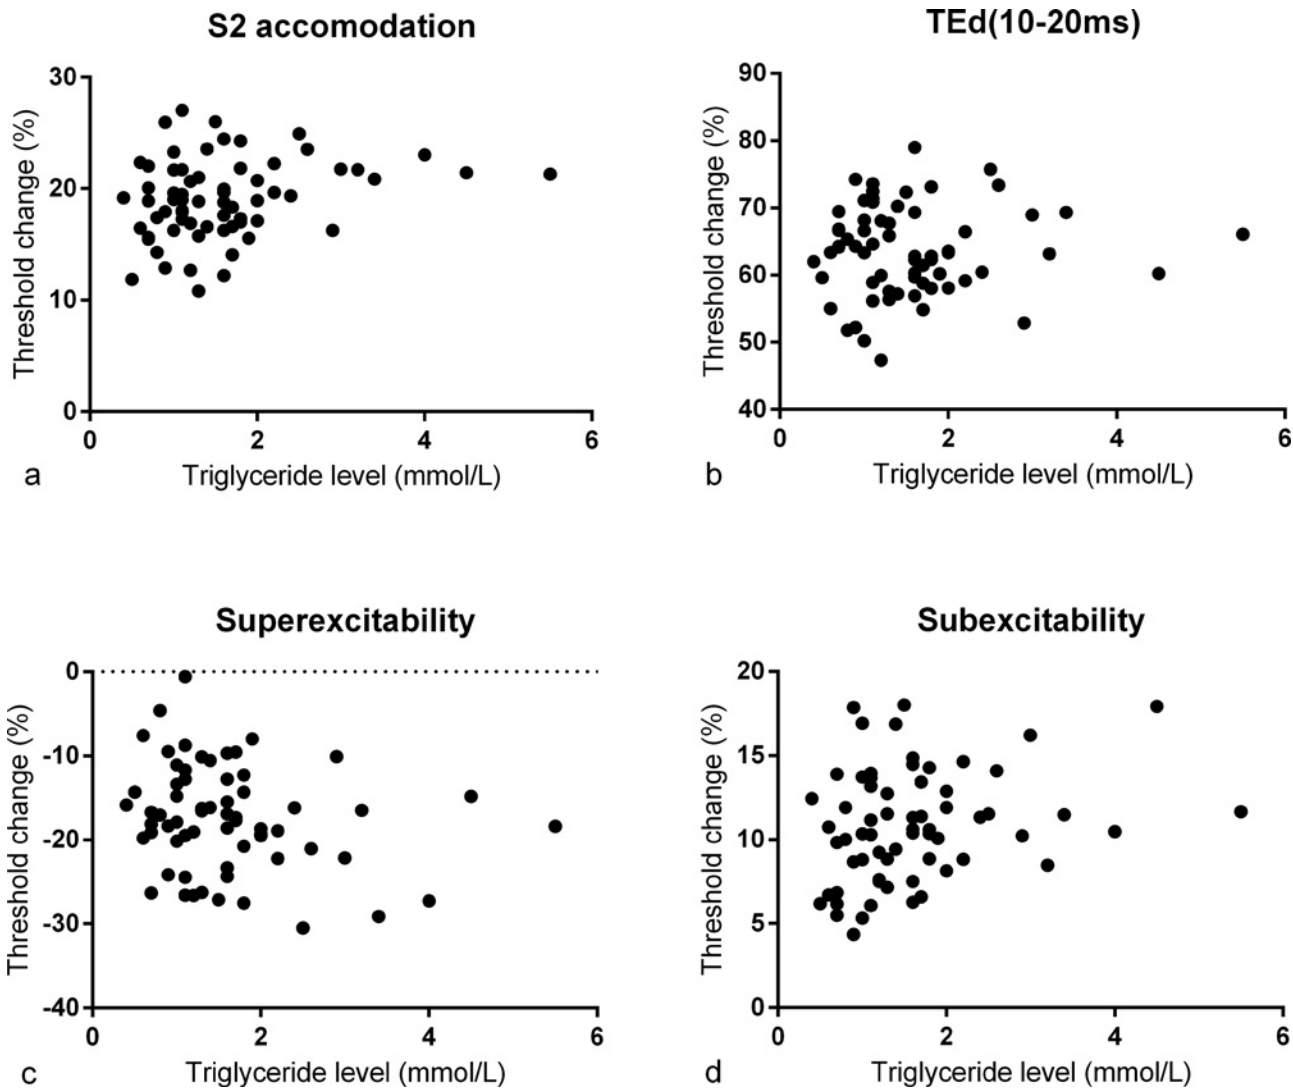 S2 accomodation
30
20
10
0
Threshold change (%)
0 2 4 6
Triglyceride level (mmol/L)
a
TEd(10-20ms)
90
80
70
60
50
40
Threshold change (%)
0 2 4 6
Triglyceride level (mmol/L)
b
Superexcitability
0
-10
-20
-30
-40
Threshold change (%)
0 2 4 6
Triglyceride level (mmol/L)
c
Subexcitability
20
15
10
5
0
Threshold change (%)
0 2 4 6
Triglyceride level (mmol/L)
d